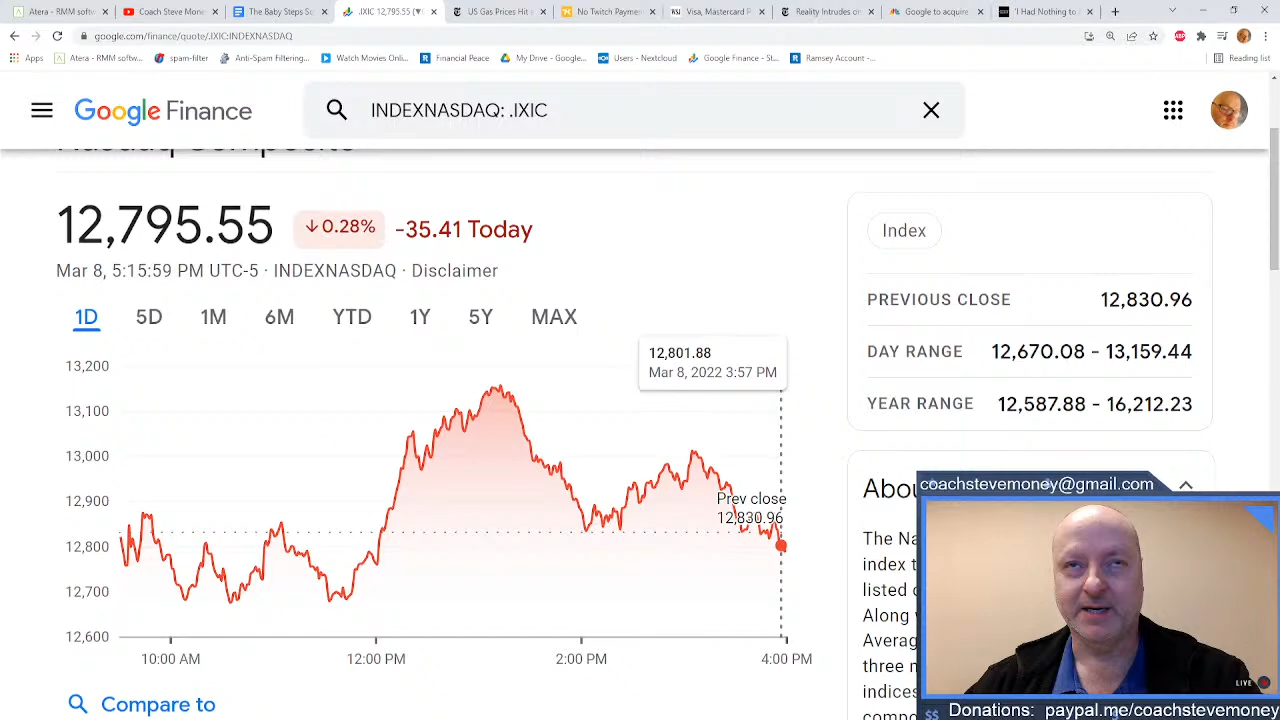 Atera - RMM softw
Coach Steve Mone
The Baby Steps Sc
.IXIC 12,795.55 (▼0
US Gas Prices Hit
No Twitch Paymen
Visa, Mastercard
Reality Intrudes on
Google to acquire
'I Had Nothing to
google.com/finance/quote/.IXIC:INDEXNASDAQ
Apps
Atera- RMM softw...
spam-filter
Anti-Spam Filtering...
Watch Movies Onli...
Financial Peace
My Drive - Google...
Users - Nextcloud
Google Finance - St...
Ramsey Account -...
Reading list
Google Finance
INDEXNASDAQ: .IXIC
Nasdaq Composite
12,795.55
↓0.28%
-35.41 Today
Mar 8, 5:15:59 PM UTC-5 · INDEXNASDAQ · Disclaimer
1D 5D 1M 6M YTD 1Y 5Y MAX
12,801.88
Mar 8, 2022 3:57 PM
13,200
13,100
13,000
12,900
12,800
12,700
12,600
Prev close
12,830.96
10:00 AM
12:00 PM
2:00 PM
4:00 PM
Compare to
Index
PREVIOUS CLOSE 12,830.96
DAY RANGE 12,670.08 - 13,159.44
YEAR RANGE 12,587.88 - 16,212.23
Abou
The Na
index t
listed
Along
Averag
three
indices
compo
coachstevemoney@gmail.com
LIVE
$$ Donations: paypal.me/coachstevemoney